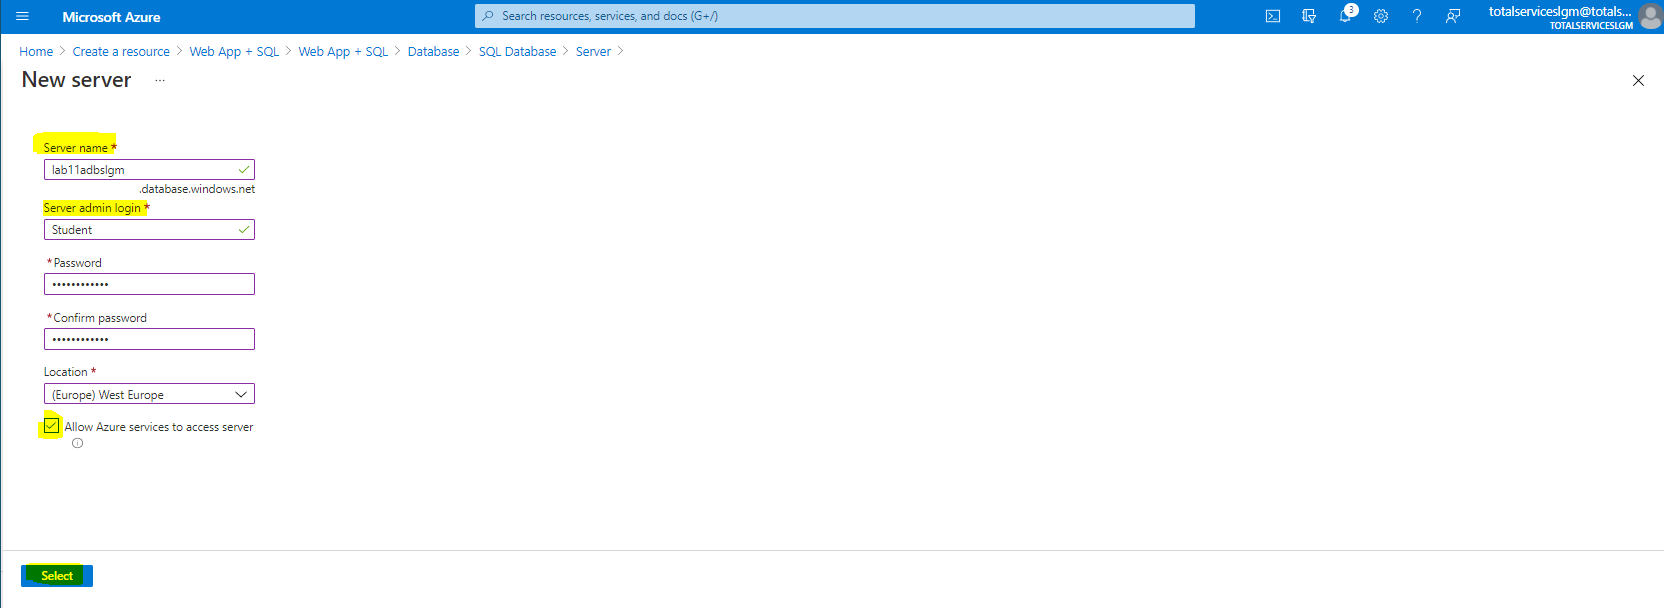 Microsoft Azure
Search resources, services, and docs (G+/)
3
totalserviceslgm@totals...
TOTALSERVICESLGM
Home > Create a resource > Web App + SQL > Web App + SQL > Database > SQL Database > Server >
New server ...
Server name *
lab11adbslgm
.database.windows.net
Server admin login *
Student
* Password
••••••••••••
* Confirm password
••••••••••••
Location *
(Europe) West Europe
Allow Azure services to access server
Select